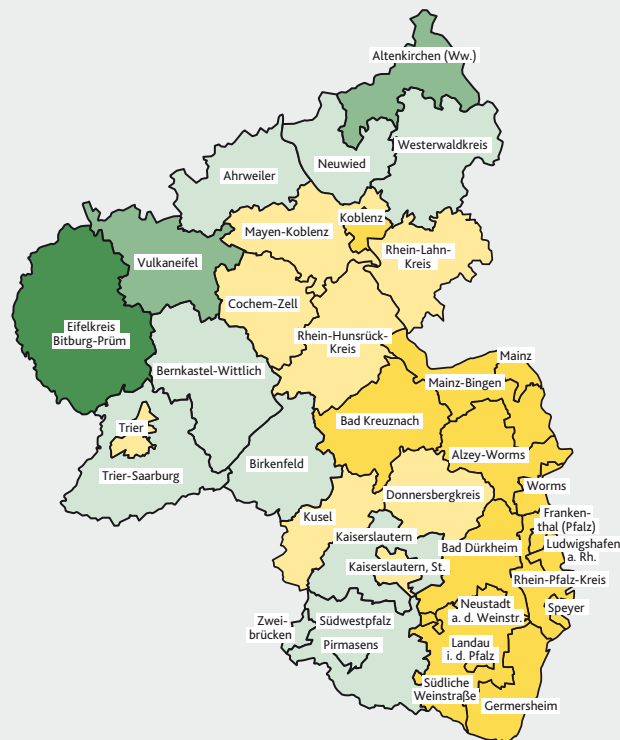 Altenkirchen (Ww.)
Westerwaldkreis
Neuwied
Ahrweiler
Koblenz
Mayen-Koblenz
Rhein-Lahn-
Kreis
Vulkaneifel
Cochem-Zell
Eifelkreis
Bitburg-Prüm
Rhein-Hunsrück-
Kreis
Mainz
Bernkastel-Wittlich
Mainz-Bingen
Trier
Bad Kreuznach
Alzey-Worms
Birkenfeld
Trier-Saarburg
Worms
Donnersbergkreis
Kusel
Franken-
thal (Pfalz)
Kaiserslautern
Bad Dürkheim
Ludwigshafen
a. Rh.
Kaiserslautern, St.
Rhein-Pfalz-Kreis
Neustadt
a. d. Weinstr.
Speyer
Zwei-
brücken
Südwestpfalz
Pirmasens
Landau
i. d. Pfalz
Südliche
Weinstraße
Germersheim